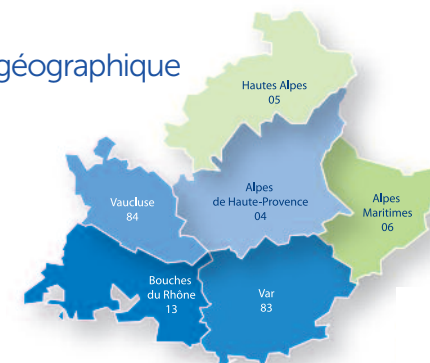 géographique
Hautes Alpes
05
Vaucluse
84
Alpes
de Haute-Provence
04
Alpes
Maritimes
06
Bouches
du Rhône
13
Var
83